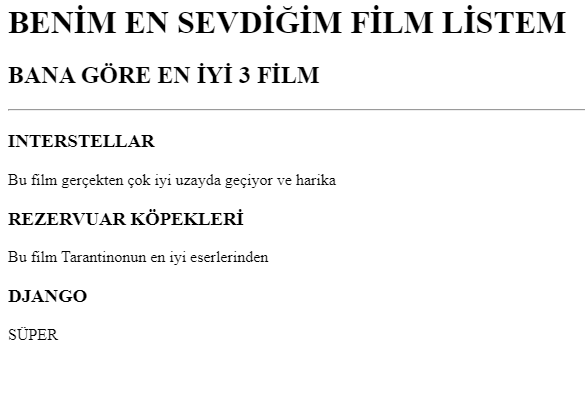 BENİM EN SEVDİĞİM FİLM LİSTEM
BANA GÖRE EN İYİ 3 FİLM
INTERSTELLAR
Bu film gerçekten çok iyi uzayda geçiyor ve harika
REZERVUAR KÖPEKLERİ
Bu film Tarantinonun en iyi eserlerinden
DJANGO
SÜPER